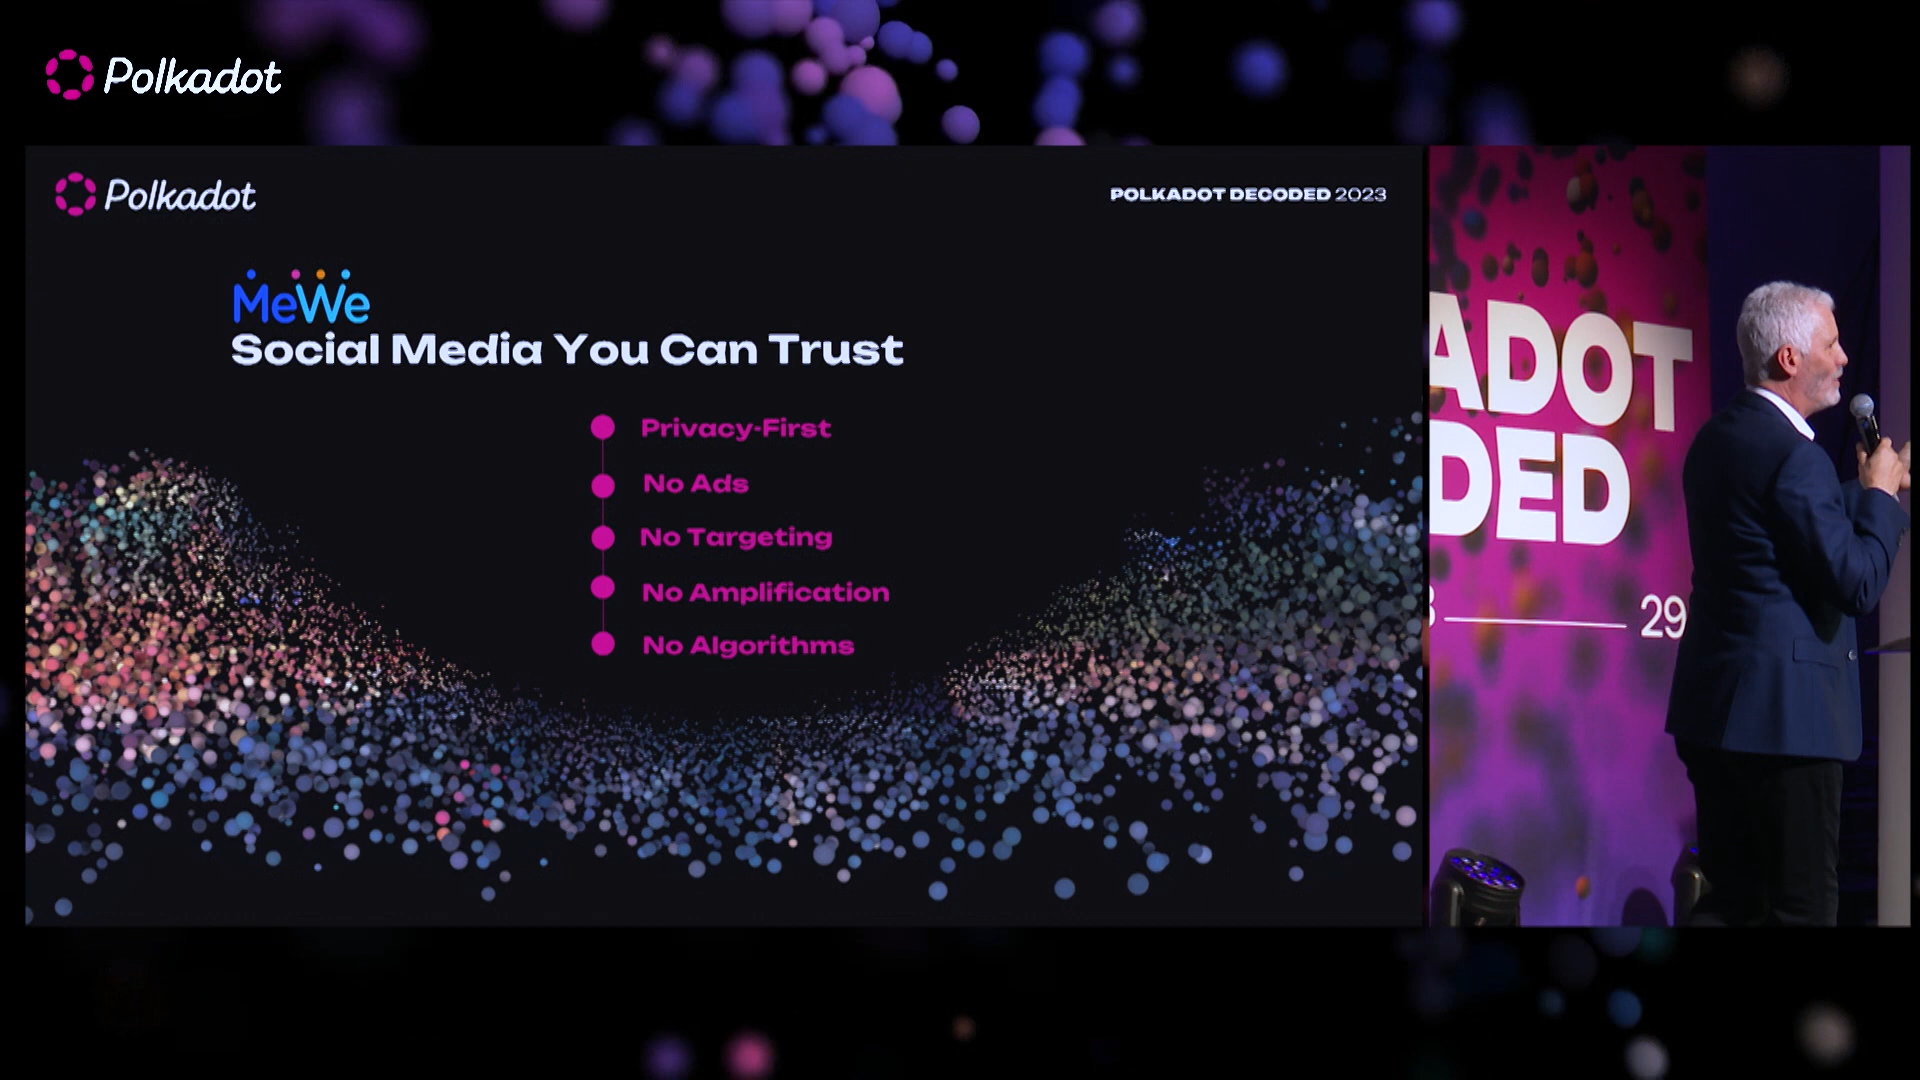 Polkadot
Polkadot
POLKADOT DECODED 2023
MeWe
Social Media You Can Trust
Privacy-First
No Ads
No Targeting
No Amplification
No Algorithms
ADOT
DED
29